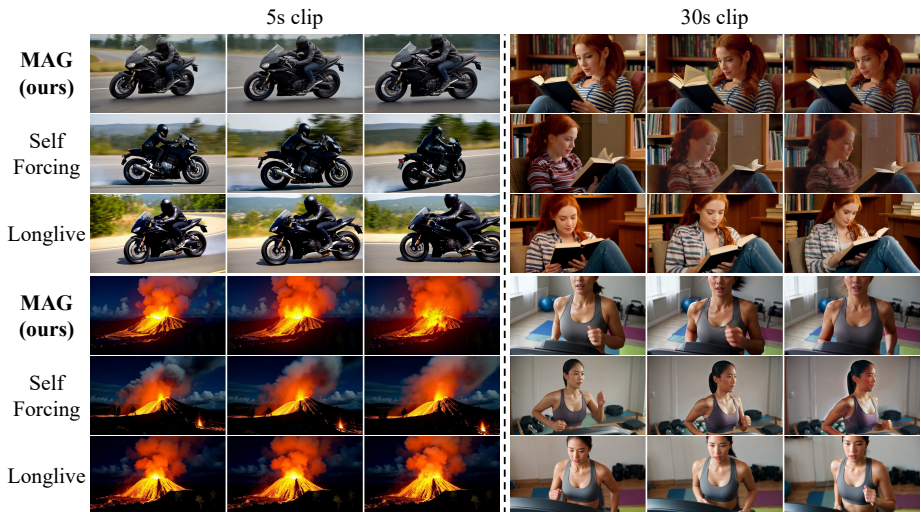 5s clip
30s clip
MAG
(ours)
Self
Forcing
Longlive
MAG
(ours)
Self
Forcing
Longlive